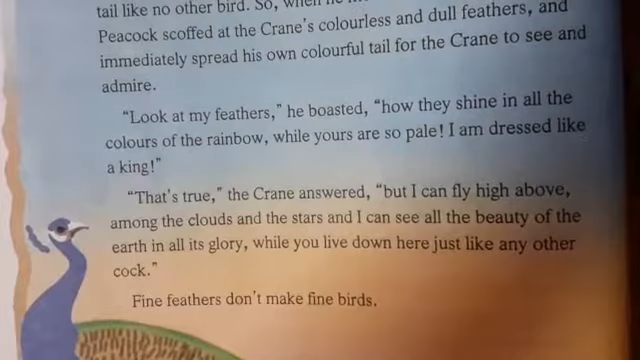 tail like no other bird. So, when he
Peacock scoffed at the Crane's colourless and dull feathers, and
immediately spread his own colourful tail for the Crane to see and
admire.
“Look at my feathers,” he boasted, “how they shine in all the
colours of the rainbow, while yours are so pale! I am dressed like
a king!”
“That's true,” the Crane answered, “but I can fly high above,
among the clouds and the stars and I can see all the beauty of the
earth in all its glory, while you live down here just like any other
cock.”
Fine feathers don't make fine birds.